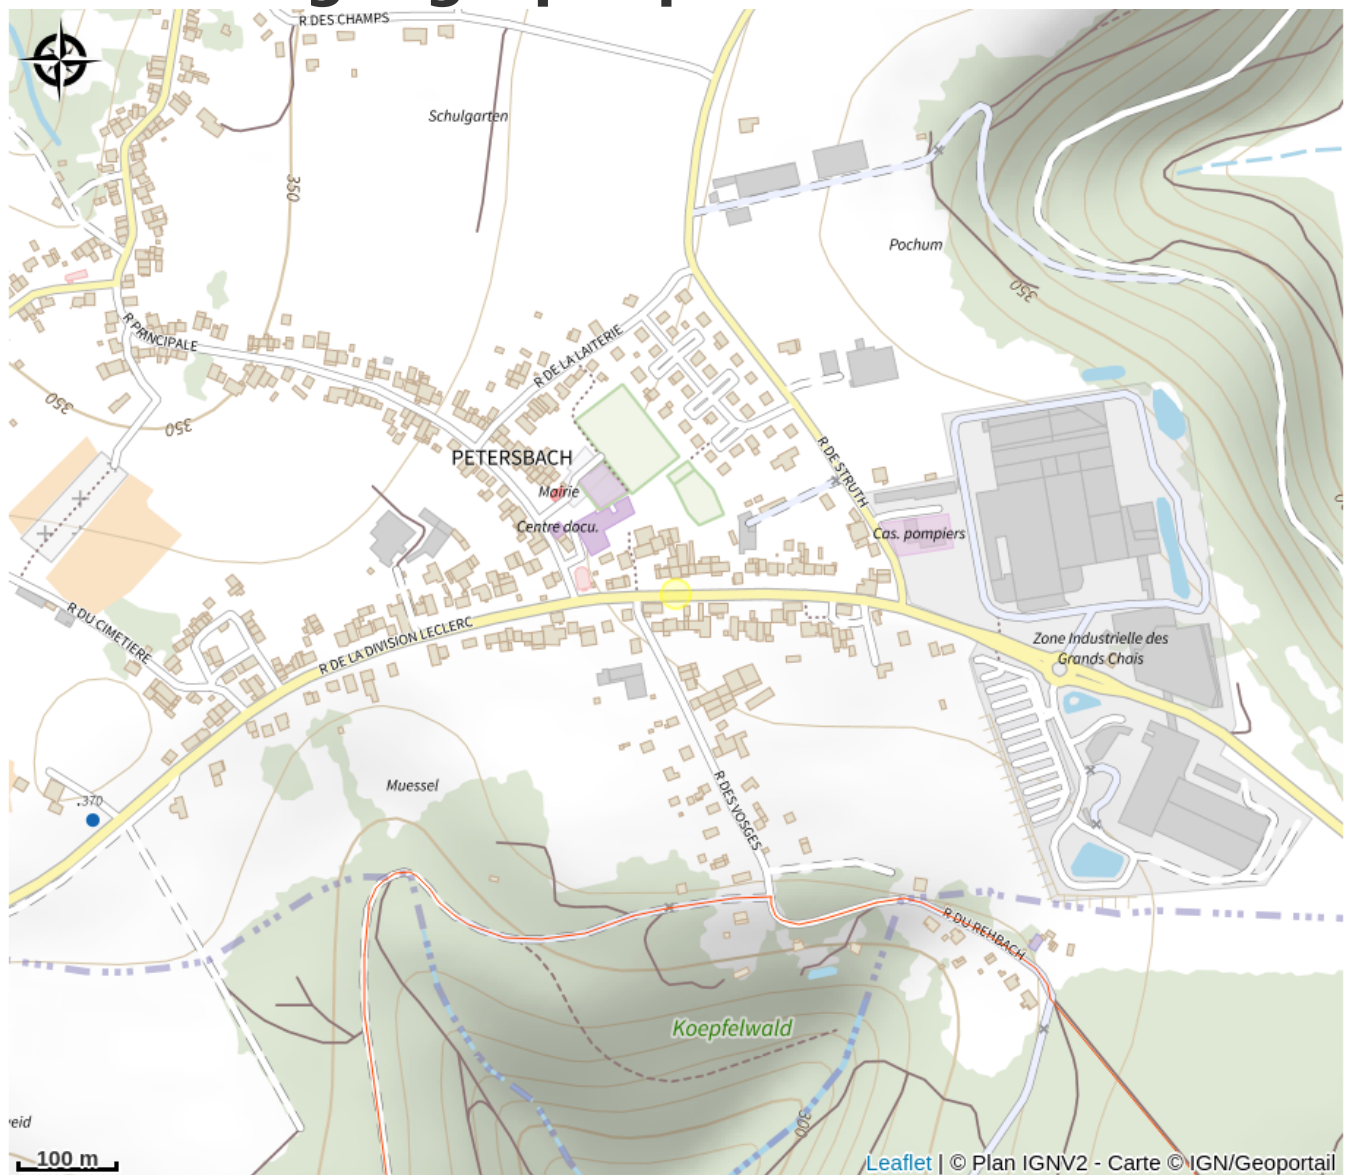 R DES CHAMPS
Schulgarten
350
Pochum
350
R PRINCIPALE
R DE LA LAITERIE
350
350
PETERSBACH
R DE STRUTH
Mairie
Centre docu.
Cas. pompiers
R DU CIMETIERE
R DE LA DIVISION LECLERC
Zone Industrielle des
Grands Chais
Muessel
.370
R DES VOSGES
R DU REHBACH
Koepfelwald
300
eid
100 m
Leaflet | © Plan IGNV2 - Carte © IGN/Geoportail